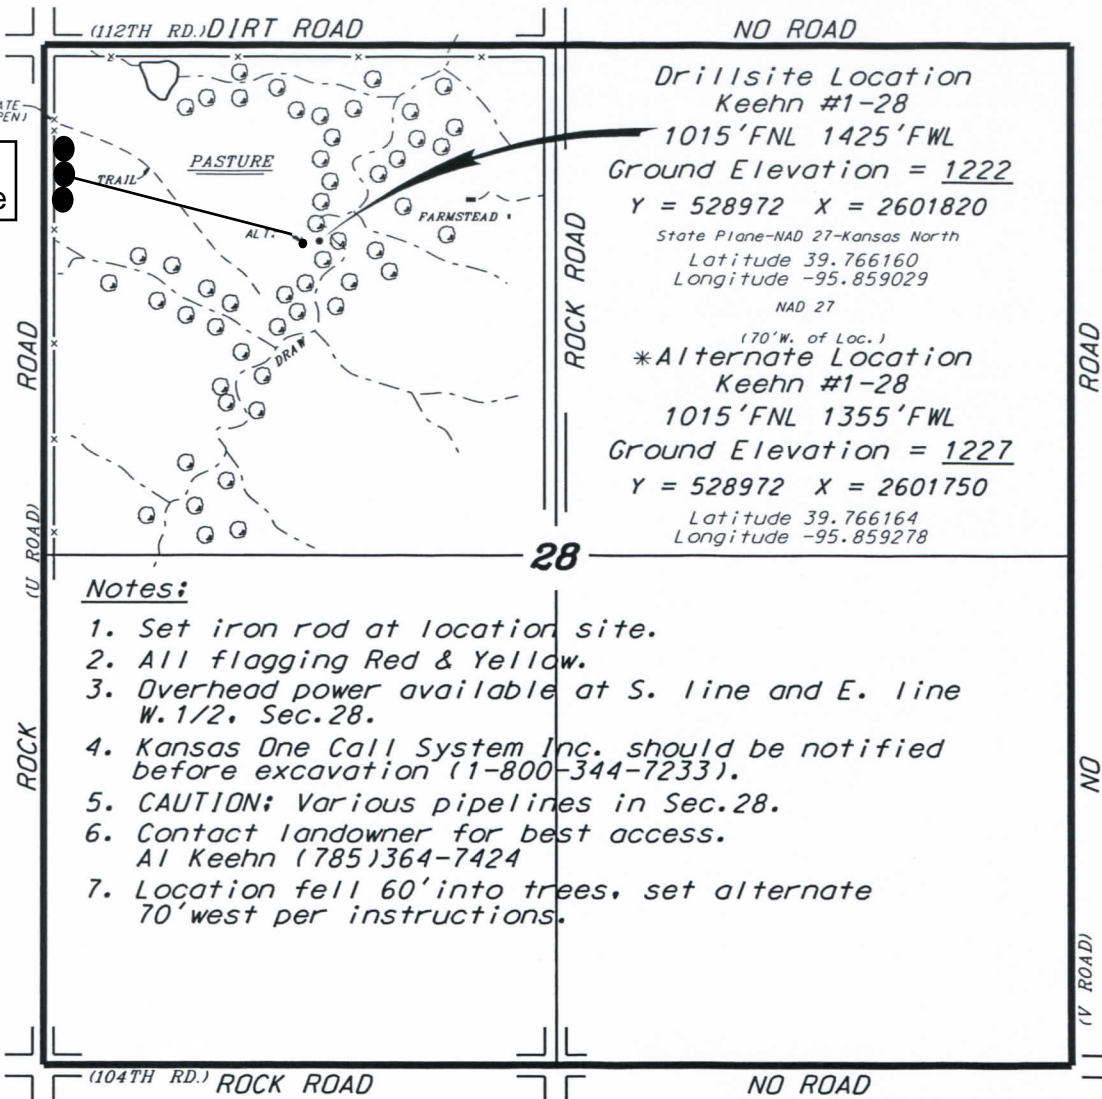 (112TH RD.) DIRT ROAD
NO ROAD
PASTURE
TRAIL
ALT.
FARMSTEAD
DRAW
ROCK ROAD
ROAD
(U ROAD)
ROCK
Drillsite Location
Keehn #1-28
1015'FNL 1425'FWL
Ground Elevation = 1222
Y = 528972 X = 2601820
State Plane-NAD 27-Kansas North
Latitude 39.766160
Longitude -95.859029
NAD 27
(70'W. of Loc.)
*Alternate Location
Keehn #1-28
1015'FNL 1355'FWL
Ground Elevation = 1227
Y = 528972 X = 2601750
Latitude 39.766164
Longitude -95.859278
ROAD
NO
(V ROAD)
28
Notes:
1. Set iron rod at location site.
2. All flagging Red & Yellow.
3. Overhead power available at S. line and E. line
W.1/2, Sec.28.
4. Kansas One Call System Inc. should be notified
before excavation (1-800-344-7233).
5. CAUTION: Various pipelines in Sec.28.
6. Contact landowner for best access.
Al Keehn (785)364-7424
7. Location fell 60'into trees, set alternate
70'west per instructions.
(104TH RD.) ROCK ROAD
NO ROAD